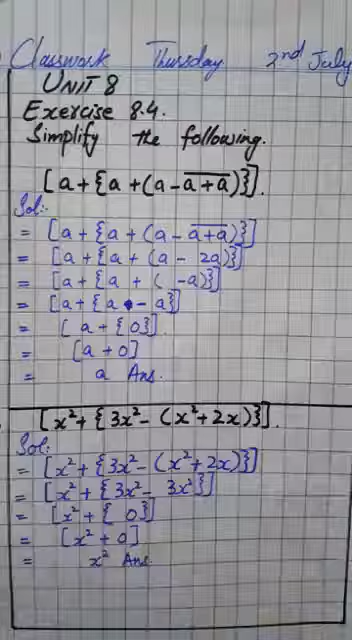 Classwork Thursday 2nd July
UNIT 8
Exercise 8.4.
Simplify the following.
[a + {a + (a - a̅ ̅+̅ ̅a̅)}].
Sol:
= [a + {a + (a - a̅ ̅+̅ ̅a̅)}]
= [a + {a + (a - 2a)}]
= [a + {a + ( -a)}]
= [a + {a - a}]
= [a + {0}]
= [a + 0]
= a Ans.
[x² + {3x² - (x² + 2x)}].
Sol:
= [x² + {3x² - (x² + 2x)}]
= [x² + {3x² - 3x²}]
= [x² + { 0}]
= [x² + 0]
= x² Ans